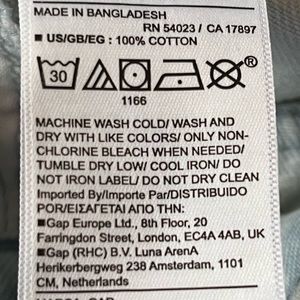 MADE IN BANGLADESH
RN 54023 / CA 17897
■ US/GB/EG : 100% COTTON
30
1166
MACHINE WASH COLD/ WASH AND
DRY WITH LIKE COLORS/ ONLY NON-
CHLORINE BLEACH WHEN NEEDED/
TUMBLE DRY LOW/ COOL IRON/ DO
NOT IRON LABEL/ DO NOT DRY CLEAN
Imported By/Importe Par/DISTRIBUIDO
POR/ΕΙΣΑΓΕΤΑΙ ΑΠΟ ΤΗΝ:
■Gap Europe Ltd., 8th Floor, 20
Farringdon Street, London, EC4A 4AB, UK
■Gap (RHC) B.V. Luna ArenA
Herikerbergweg 238 Amsterdam, 1101
CM, Netherlands